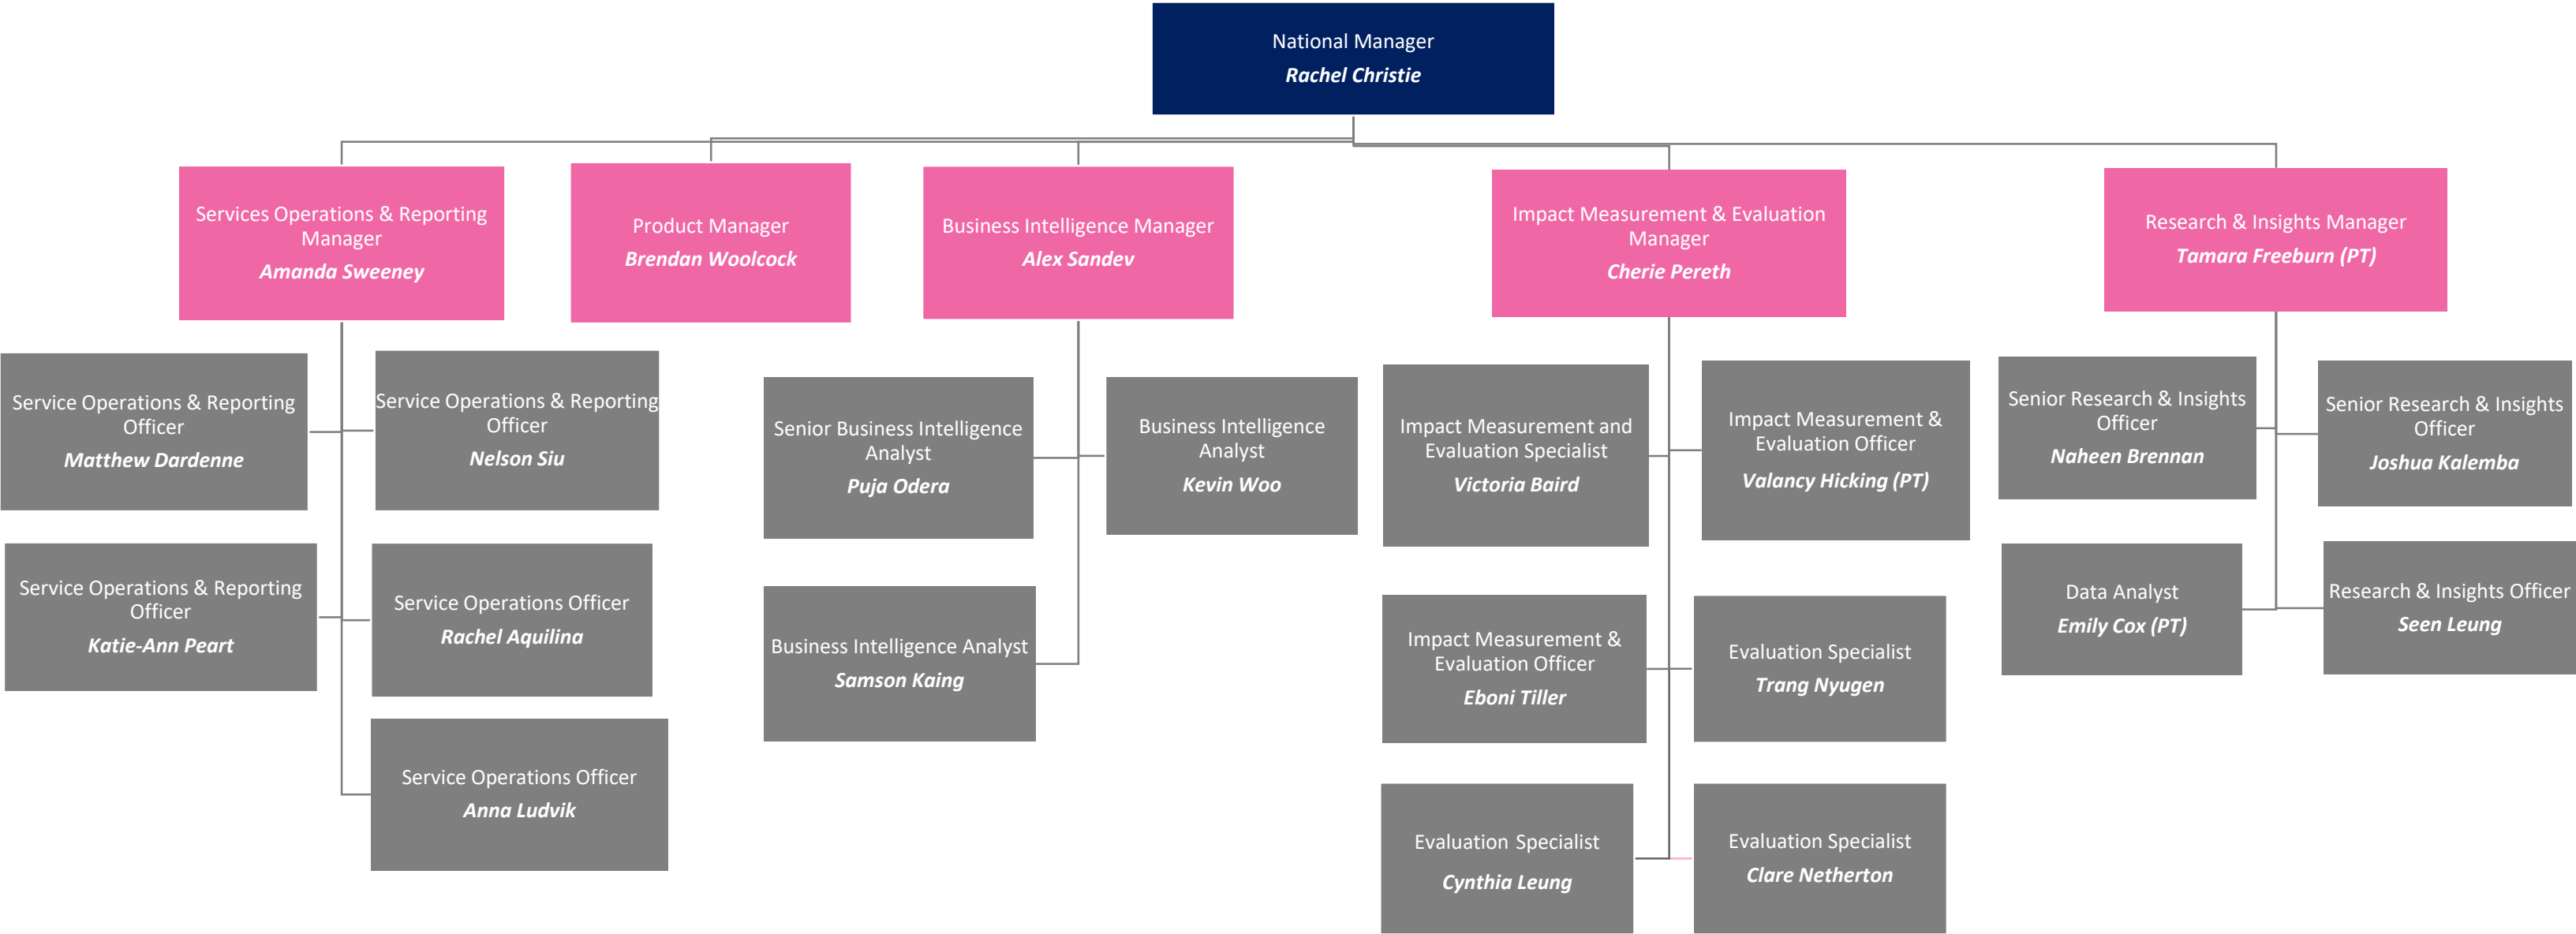 National Manager
Rachel Christie
Services Operations & Reporting
Manager
Amanda Sweeney
Product Manager
Brendan Woolcock
Business Intelligence Manager
Alex Sandev
Impact Measurement & Evaluation
Manager
Cherie Pereth
Research & Insights Manager
Tamara Freeburn (PT)
Service Operations & Reporting
Officer
Matthew Dardenne
Service Operations & Reporting
Officer
Nelson Siu
Senior Business Intelligence
Analyst
Puja Odera
Business Intelligence
Analyst
Kevin Woo
Impact Measurement and
Evaluation Specialist
Victoria Baird
Impact Measurement &
Evaluation Officer
Valancy Hicking (PT)
Senior Research & Insights
Officer
Naheen Brennan
Senior Research & Insights
Officer
Joshua Kalemba
Service Operations & Reporting
Officer
Katie-Ann Peart
Service Operations Officer
Rachel Aquilina
Business Intelligence Analyst
Samson Kaing
Impact Measurement &
Evaluation Officer
Eboni Tiller
Evaluation Specialist
Trang Nyugen
Data Analyst
Emily Cox (PT)
Research & Insights Officer
Seen Leung
Service Operations Officer
Anna Ludvik
Evaluation Specialist
Cynthia Leung
Evaluation Specialist
Clare Netherton